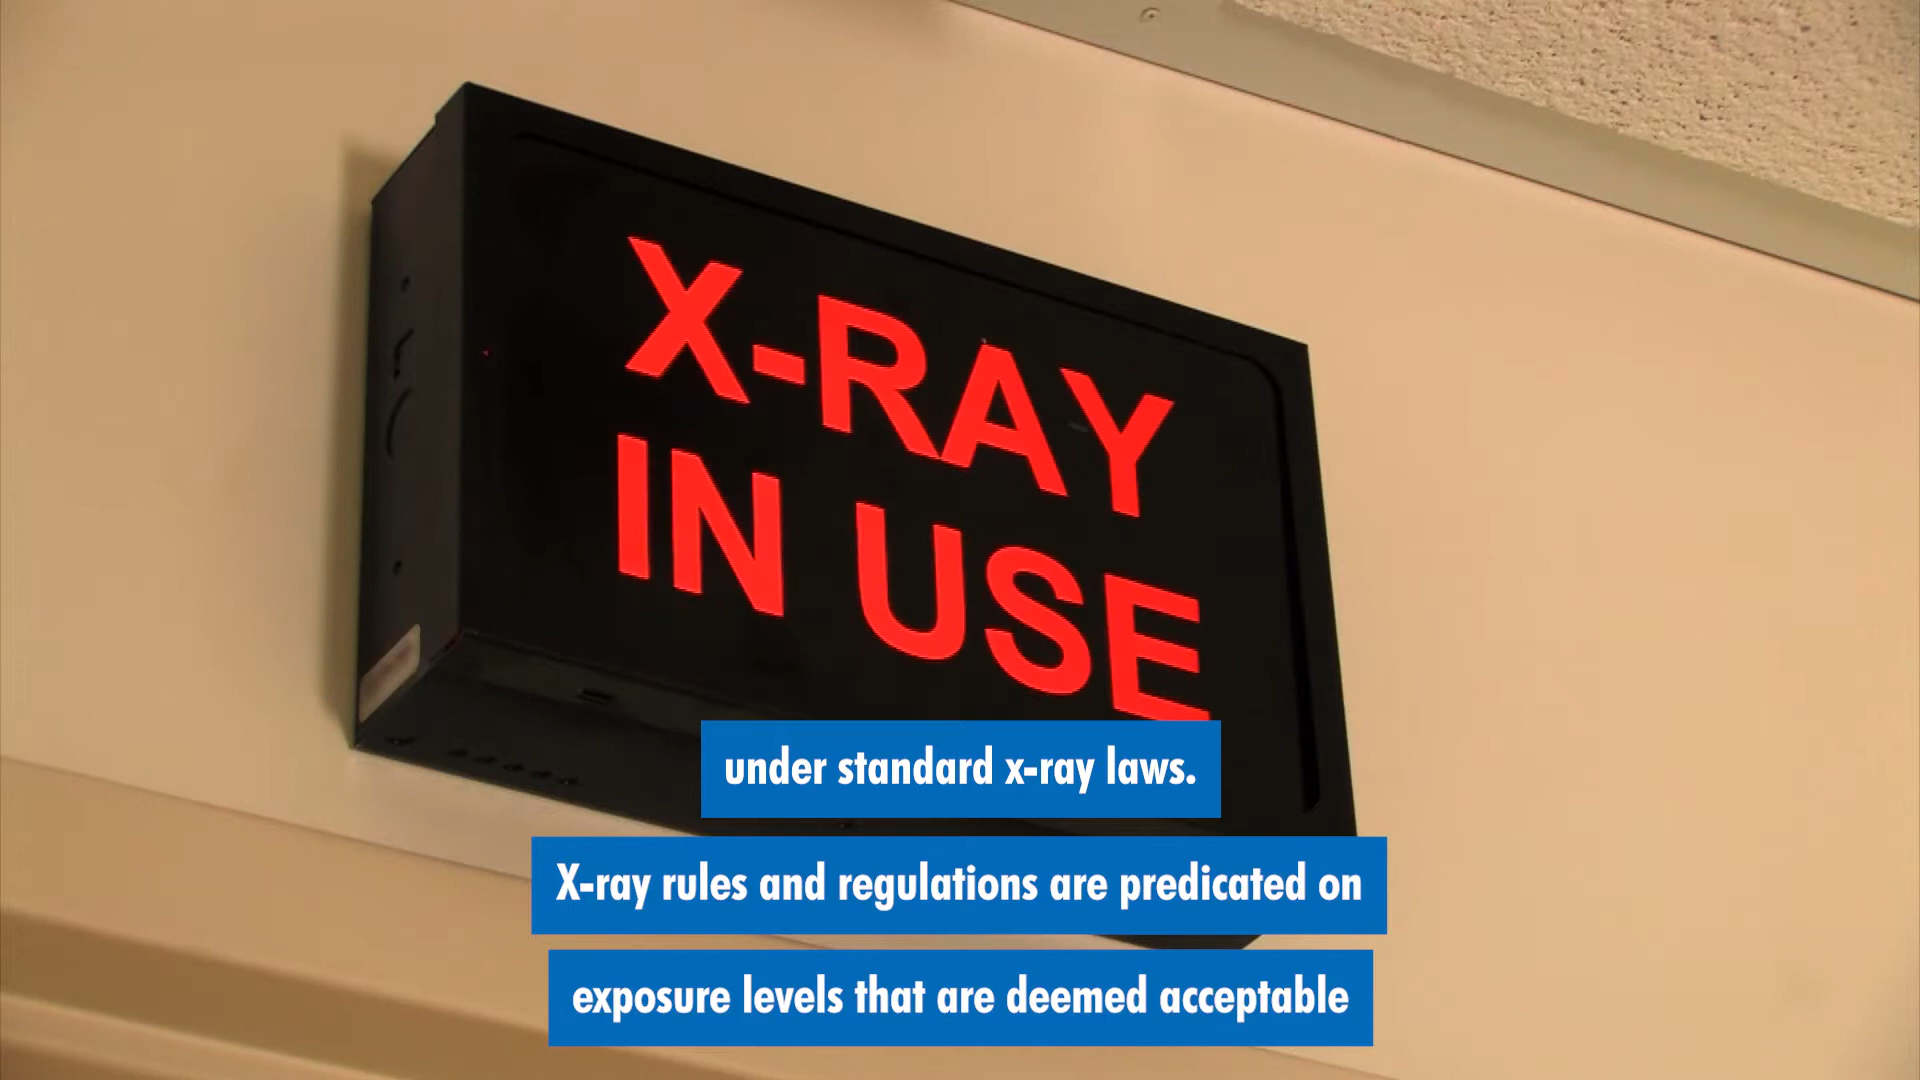 X-RAY
IN USE
under standard x-ray laws.
X-ray rules and regulations are predicated on
exposure levels that are deemed acceptable